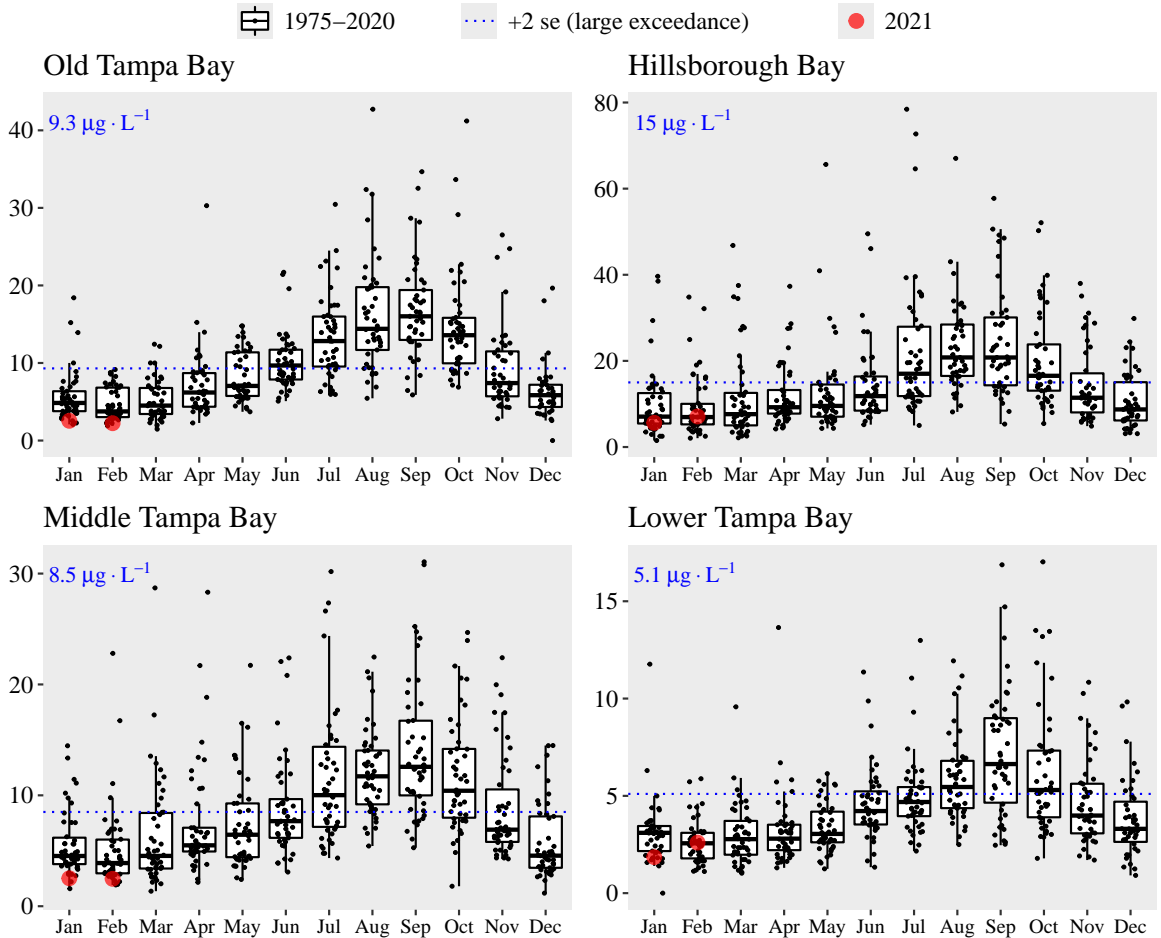 1975−2020 +2 se (large exceedance) 2021
Old Tampa Bay
9.3 μg · L⁻¹
40
30
20
10
0
Jan Feb Mar Apr May Jun Jul Aug Sep Oct Nov Dec
Hillsborough Bay
15 μg · L⁻¹
80
60
40
20
0
Jan Feb Mar Apr May Jun Jul Aug Sep Oct Nov Dec
Middle Tampa Bay
8.5 μg · L⁻¹
30
20
10
0
Jan Feb Mar Apr May Jun Jul Aug Sep Oct Nov Dec
Lower Tampa Bay
5.1 μg · L⁻¹
15
10
5
0
Jan Feb Mar Apr May Jun Jul Aug Sep Oct Nov Dec